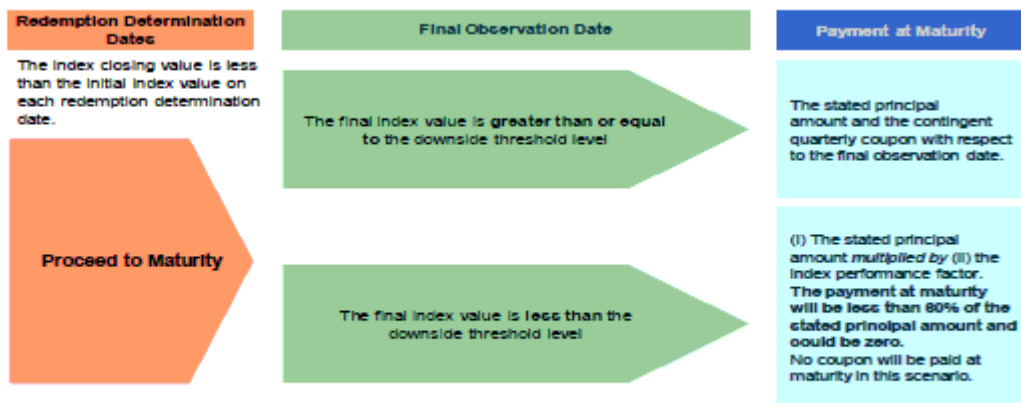 Redemption Determination
Dates
Final Observation Date
Payment at Maturity
The index closing value is less
than the initial index value on
each redemption determination
date.
Proceed to Maturity
The final index value is greater than or equal
to the downside threshold level
The stated principal
amount and the contingent
quarterly coupon with respect
to the final observation date.
The final index value is less than the
downside threshold level
(i) The stated principal
amount multiplied by (ii) the
index performance factor.
The payment at maturity
will be less than 60% of the
stated principal amount and
could be zero.
No coupon will be paid at
maturity in this scenario.